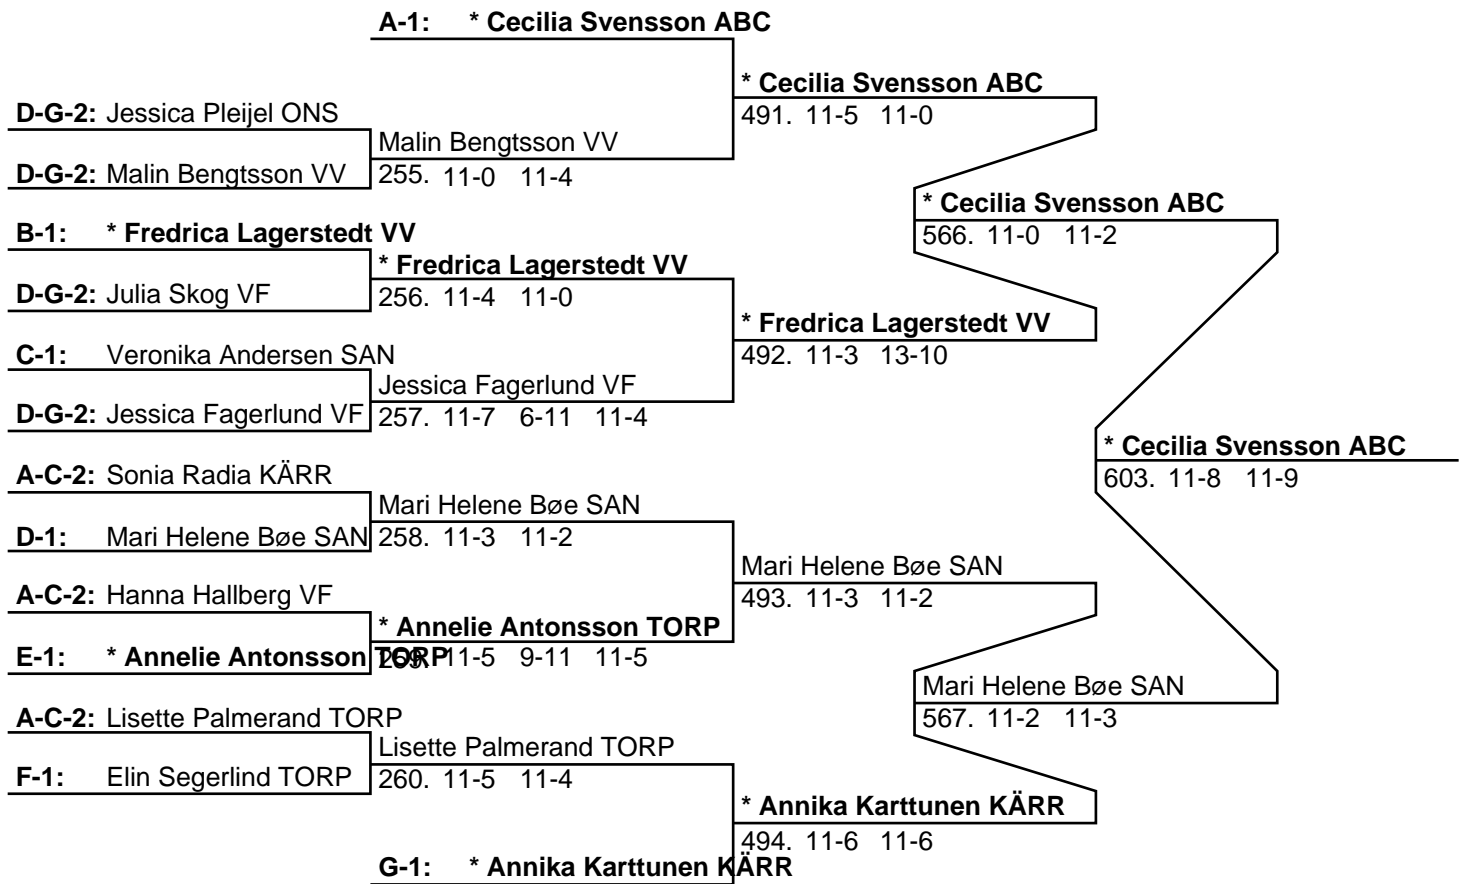 A-1: * Cecilia Svensson ABC
* Cecilia Svensson ABC
491. 11-5 11-0
D-G-2: Jessica Pleijel ONS
Malin Bengtsson VV
255. 11-0 11-4
D-G-2: Malin Bengtsson VV
* Cecilia Svensson ABC
566. 11-0 11-2
B-1: * Fredrica Lagerstedt VV
* Fredrica Lagerstedt VV
256. 11-4 11-0
D-G-2: Julia Skog VF
* Fredrica Lagerstedt VV
492. 11-3 13-10
C-1: Veronika Andersen SAN
Jessica Fagerlund VF
257. 11-7 6-11 11-4
D-G-2: Jessica Fagerlund VF
* Cecilia Svensson ABC
603. 11-8 11-9
A-C-2: Sonia Radia KÄRR
Mari Helene Bøe SAN
258. 11-3 11-2
D-1: Mari Helene Bøe SAN
Mari Helene Bøe SAN
493. 11-3 11-2
A-C-2: Hanna Hallberg VF
* Annelie Antonsson TORP
259. 11-5 9-11 11-5
E-1: * Annelie Antonsson TORP
Mari Helene Bøe SAN
567. 11-2 11-3
A-C-2: Lisette Palmerand TORP
Lisette Palmerand TORP
260. 11-5 11-4
F-1: Elin Segerlind TORP
* Annika Karttunen KÄRR
494. 11-6 11-6
G-1: * Annika Karttunen KÄRR